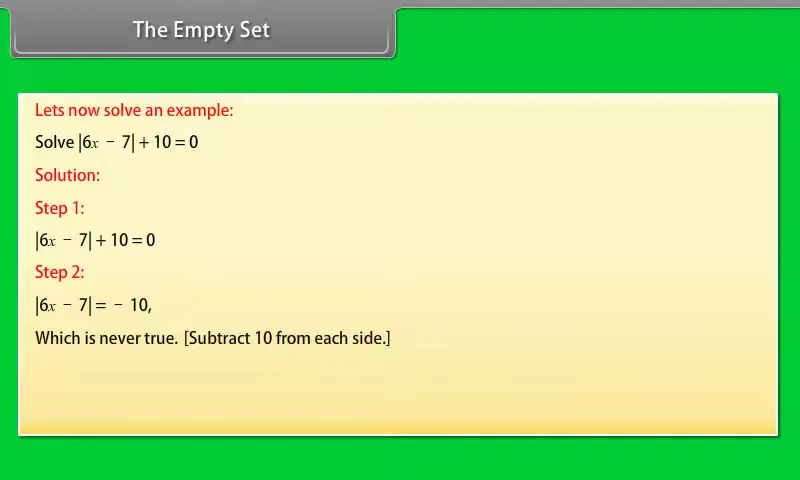 The Empty Set
Lets now solve an example:
Solve |6x − 7| + 10 = 0
Solution:
Step 1:
|6x − 7| + 10 = 0
Step 2:
|6x − 7| = − 10,
Which is never true. [Subtract 10 from each side.]